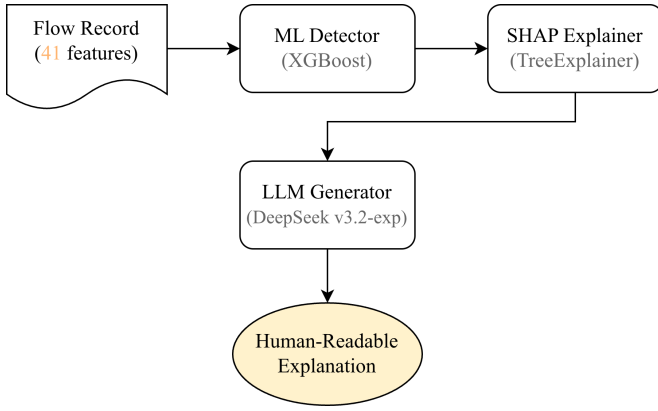 Flow Record
(41 features)
ML Detector
(XGBoost)
SHAP Explainer
(TreeExplainer)
LLM Generator
(DeepSeek v3.2-exp)
Human-Readable
Explanation